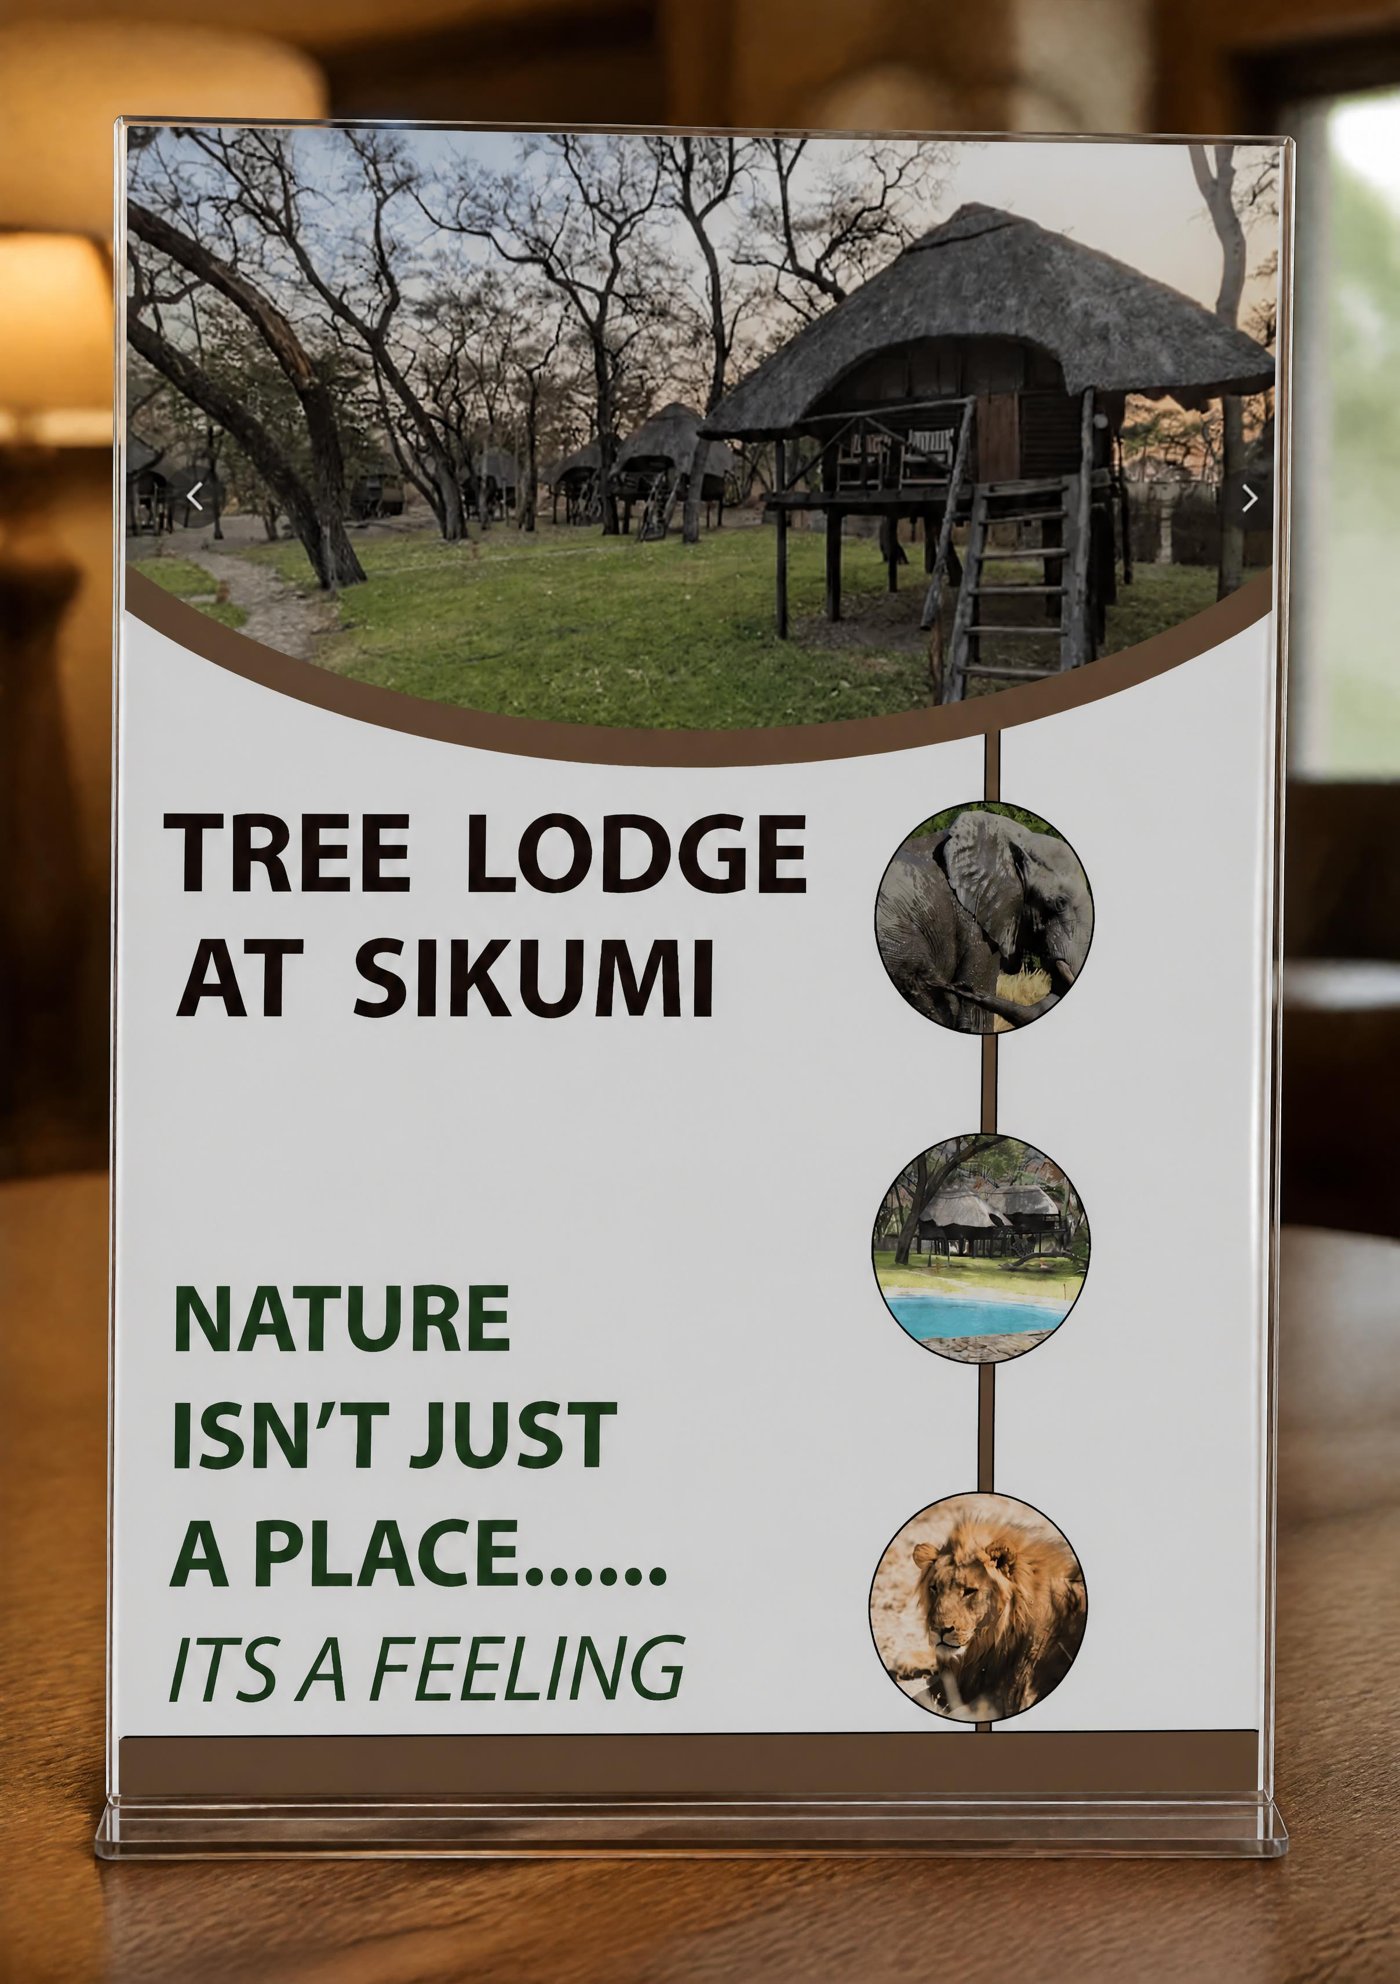 TREE LODGE
AT SIKUMI
NATURE
ISN'T JUST
A PLACE......
ITS A FEELING